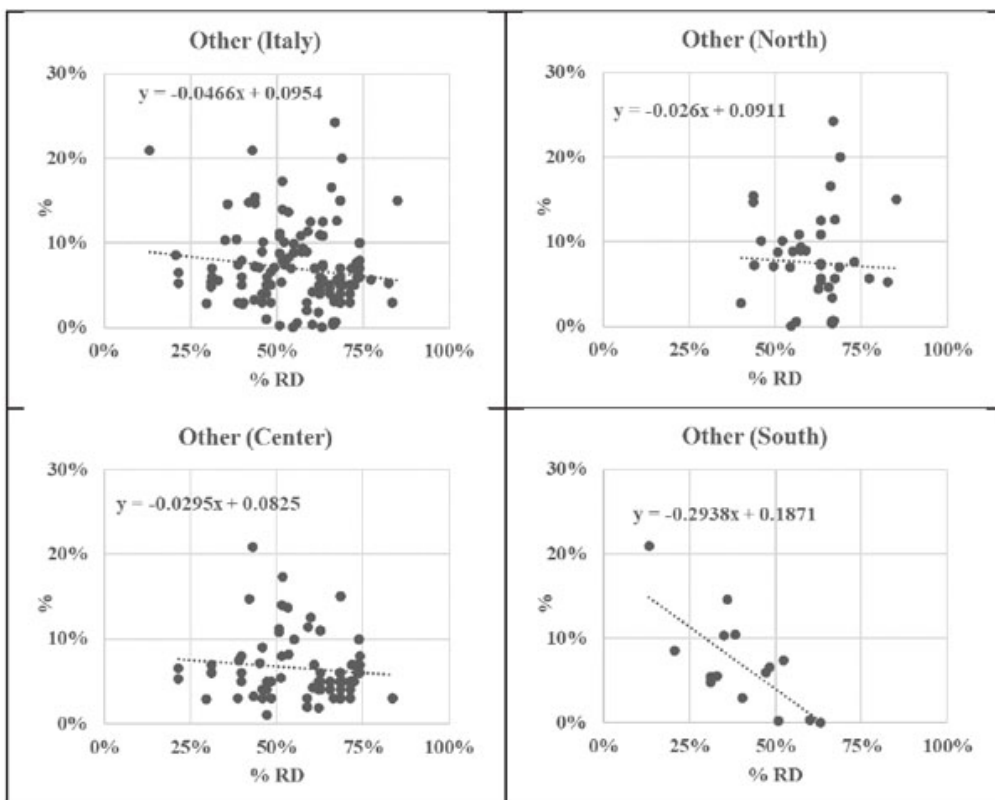 Other (Italy)
30%
y = -0.0466x + 0.0954
20%
%
10%
0%
0% 25% 50% 75% 100%
% RD
Other (North)
30%
y = -0.026x + 0.0911
20%
%
10%
0%
0% 25% 50% 75% 100%
% RD
Other (Center)
30%
y = -0.0295x + 0.0825
20%
%
10%
0%
0% 25% 50% 75% 100%
% RD
Other (South)
30%
y = -0.2938x + 0.1871
20%
%
10%
0%
0% 25% 50% 75% 100%
% RD